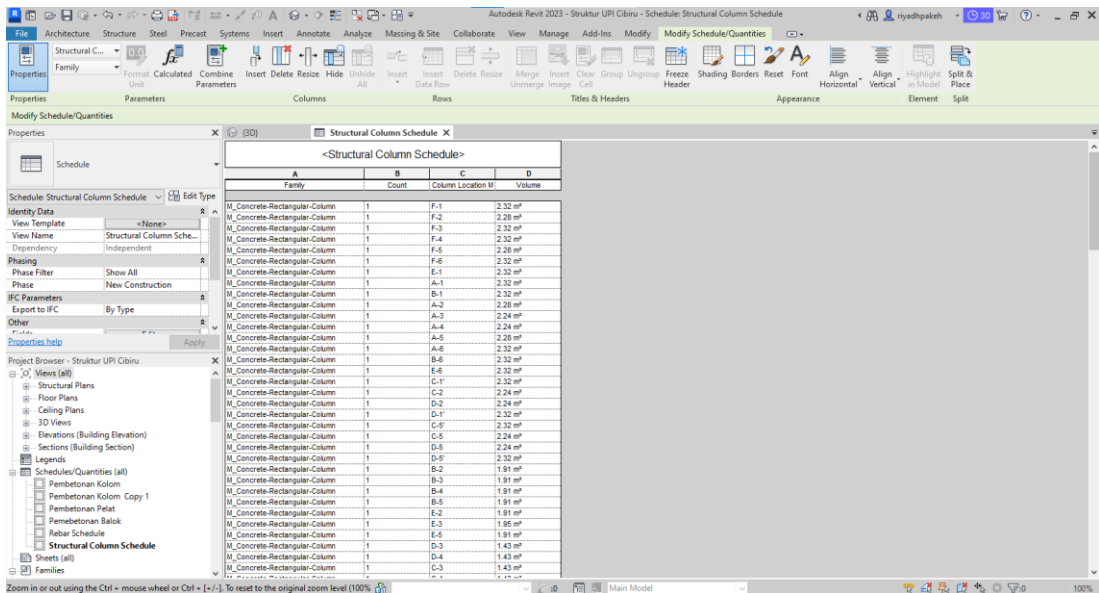 Autodesk Revit 2023 - Struktur UPI Cibiru - Schedule: Structural Column Schedule
riyadhpakeh
30
File Architecture Structure Steel Precast Systems Insert Annotate Analyze Massing & Site Collaborate View Manage Add-Ins Modify Modify Schedule/Quantities
Structural C...
Family
Properties Format Unit Calculated Combine Parameters Insert Delete Resize Hide Unhide All Insert Insert Data Row Delete Resize Merge Unmerge Insert Image Clear Cell Group Ungroup Freeze Header Shading Borders Reset Font Align Horizontal Align Vertical Highlight in Model Split & Place
Properties Parameters Columns Rows Titles & Headers Appearance Element Split
Modify Schedule/Quantities
Properties X
{3D} Structural Column Schedule X
Schedule
Schedule: Structural Column Schedule Edit Type
Identity Data
View Template <None>
View Name Structural Column Sche...
Dependency Independent
Phasing
Phase Filter Show All
Phase New Construction
IFC Parameters
Export to IFC By Type
Other
Properties help Apply
Project Browser - Struktur UPI Cibiru X
Views (all)
Structural Plans
Floor Plans
Ceiling Plans
3D Views
Elevations (Building Elevation)
Sections (Building Section)
Legends
Schedules/Quantities (all)
Pembetonan Kolom
Pembetonan Kolom Copy 1
Pembetonan Pelat
Pemebetonan Balok
Rebar Schedule
Structural Column Schedule
Sheets (all)
Families
<Structural Column Schedule>
A B C D
Family Count Column Location M Volume
M_Concrete-Rectangular-Column 1 F-1 2.32 m³
M_Concrete-Rectangular-Column 1 F-2 2.28 m³
M_Concrete-Rectangular-Column 1 F-3 2.32 m³
M_Concrete-Rectangular-Column 1 F-4 2.32 m³
M_Concrete-Rectangular-Column 1 F-5 2.28 m³
M_Concrete-Rectangular-Column 1 F-6 2.32 m³
M_Concrete-Rectangular-Column 1 E-1 2.32 m³
M_Concrete-Rectangular-Column 1 A-1 2.32 m³
M_Concrete-Rectangular-Column 1 B-1 2.32 m³
M_Concrete-Rectangular-Column 1 A-2 2.28 m³
M_Concrete-Rectangular-Column 1 A-3 2.24 m³
M_Concrete-Rectangular-Column 1 A-4 2.24 m³
M_Concrete-Rectangular-Column 1 A-5 2.28 m³
M_Concrete-Rectangular-Column 1 A-6 2.32 m³
M_Concrete-Rectangular-Column 1 B-6 2.32 m³
M_Concrete-Rectangular-Column 1 E-6 2.32 m³
M_Concrete-Rectangular-Column 1 C-1' 2.32 m³
M_Concrete-Rectangular-Column 1 C-2 2.24 m³
M_Concrete-Rectangular-Column 1 D-2 2.24 m³
M_Concrete-Rectangular-Column 1 D-1' 2.32 m³
M_Concrete-Rectangular-Column 1 C-5' 2.32 m³
M_Concrete-Rectangular-Column 1 C-5 2.24 m³
M_Concrete-Rectangular-Column 1 D-5 2.24 m³
M_Concrete-Rectangular-Column 1 D-5' 2.32 m³
M_Concrete-Rectangular-Column 1 B-2 1.91 m³
M_Concrete-Rectangular-Column 1 B-3 1.91 m³
M_Concrete-Rectangular-Column 1 B-4 1.91 m³
M_Concrete-Rectangular-Column 1 B-5 1.91 m³
M_Concrete-Rectangular-Column 1 E-2 1.91 m³
M_Concrete-Rectangular-Column 1 E-3 1.95 m³
M_Concrete-Rectangular-Column 1 E-5 1.91 m³
M_Concrete-Rectangular-Column 1 D-3 1.43 m³
M_Concrete-Rectangular-Column 1 D-4 1.43 m³
M_Concrete-Rectangular-Column 1 C-3 1.43 m³
Zoom in or out using the Ctrl + mouse wheel or Ctrl + [+/-]. To reset to the original zoom level (100% :0 Main Model :0 100%